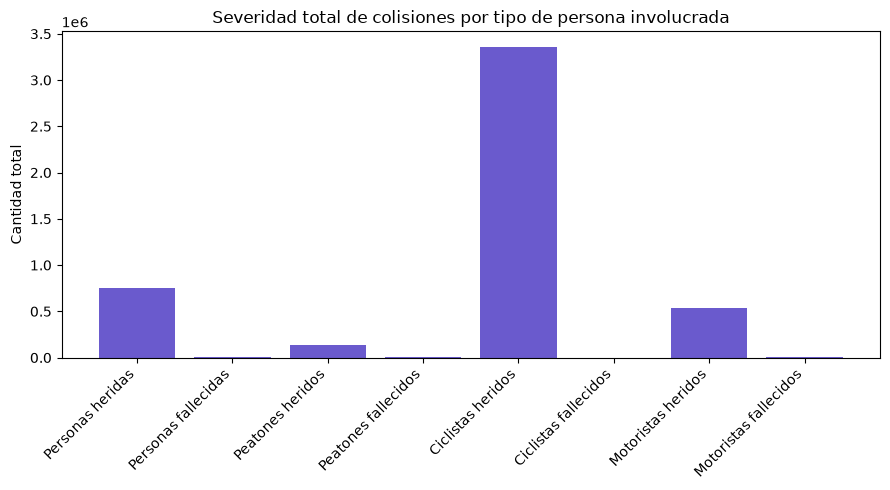 Severidad total de colisiones por tipo de persona involucrada
1e6
3.5
3.0
2.5
2.0
1.5
1.0
0.5
0.0
Cantidad total
Personas heridas
Personas fallecidas
Peatones heridos
Peatones fallecidos
Ciclistas heridos
Ciclistas fallecidos
Motoristas heridos
Motoristas fallecidos